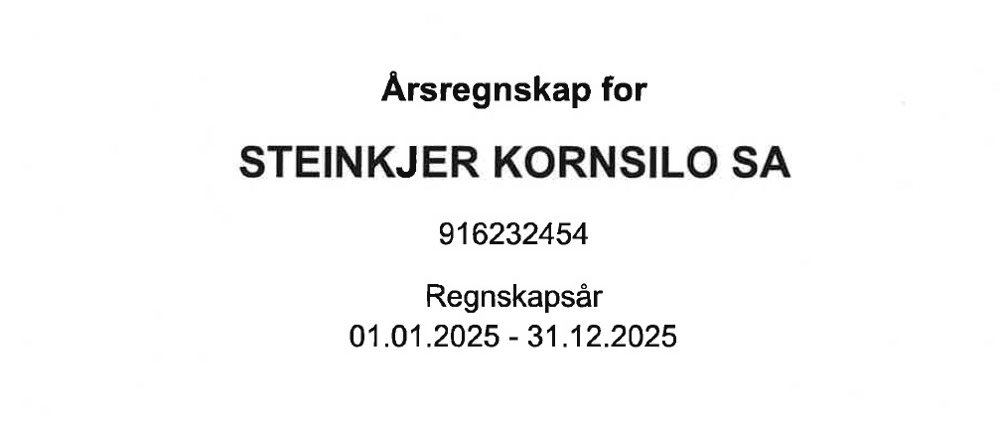 Årsregnskap for
STEINKJER KORNSILO SA
916232454
Regnskapsår
01.01.2025 - 31.12.2025